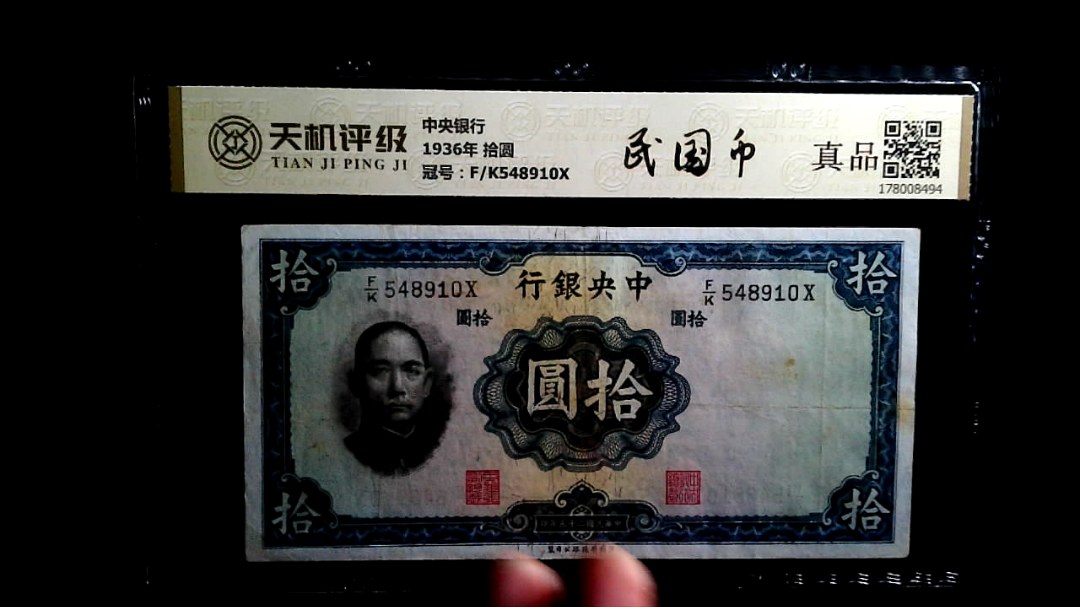 天机评级
TIAN JI PING JI
中央银行
1936年 拾圆
冠号：F/K548910X
民国币
真品
178008494
拾
拾
F/K 548910X
行銀央中
F/K 548910X
圓拾
圓拾
圓拾
拾
拾